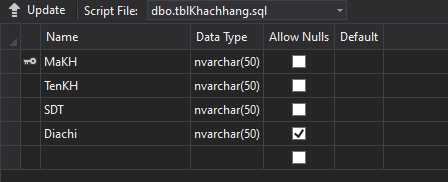 Update Script File: dbo.tblKhachhang.sql
Name Data Type Allow Nulls Default
MaKH nvarchar(50)
TenKH nvarchar(50)
SDT nvarchar(50)
Diachi nvarchar(50)